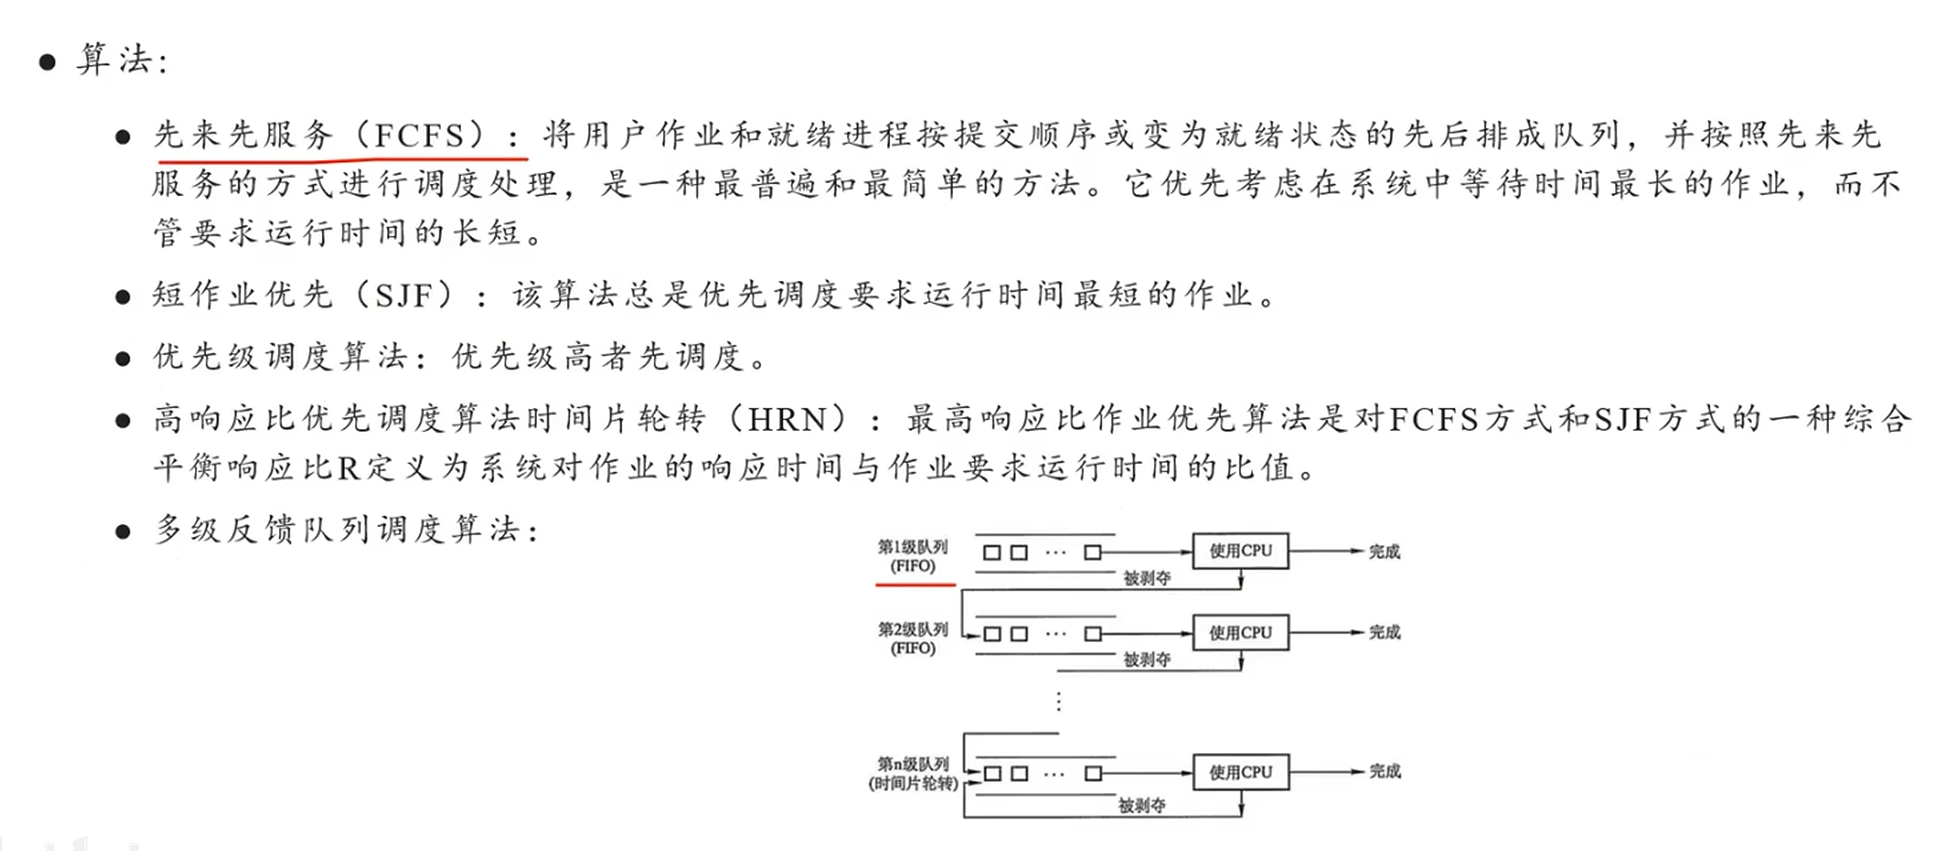 算法:
先来先服务（FCFS）：将用户作业和就绪进程按提交顺序或变为就绪状态的先后排成队列，并按照先来先
服务的方式进行调度处理，是一种最普遍和最简单的方法。它优先考虑在系统中等待时间最长的作业，而不
管要求运行时间的长短。
短作业优先（SJF）：该算法总是优先调度要求运行时间最短的作业。
优先级调度算法：优先级高者先调度。
高响应比优先调度算法时间片轮转（HRN）：最高响应比作业优先算法是对FCFS方式和SJF方式的一种综合
平衡响应比R定义为系统对作业的响应时间与作业要求运行时间的比值。
多级反馈队列调度算法：
第1级队列
(FIFO)
…
使用CPU
完成
被剥夺
第2级队列
(FIFO)
…
使用CPU
完成
被剥夺
⋮
第n级队列
(时间片轮转)
…
使用CPU
完成
被剥夺